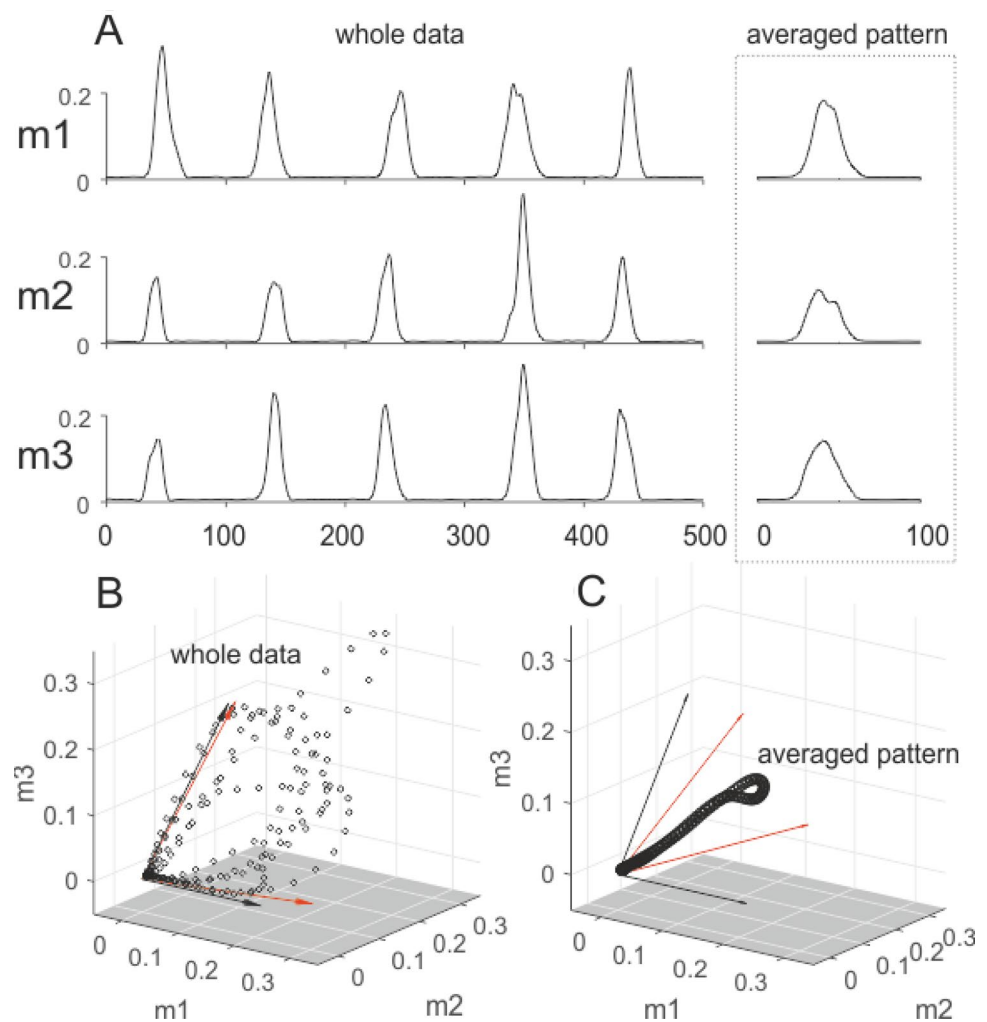 A whole data averaged pattern
0.2
m1
0
0.2
m2
0
0.2
m3
0
0 100 200 300 400 500 0 100
B C
whole data
0.3 0.3
0.2 0.2
averaged pattern
m3 0.1 m3 0.1
0 0
0 0.1 0.2 0.3 0 0.1 0.2 0.3
0 0.1 0.2 0.3 0 0.1 0.2 0.3
m1 m2 m1 m2